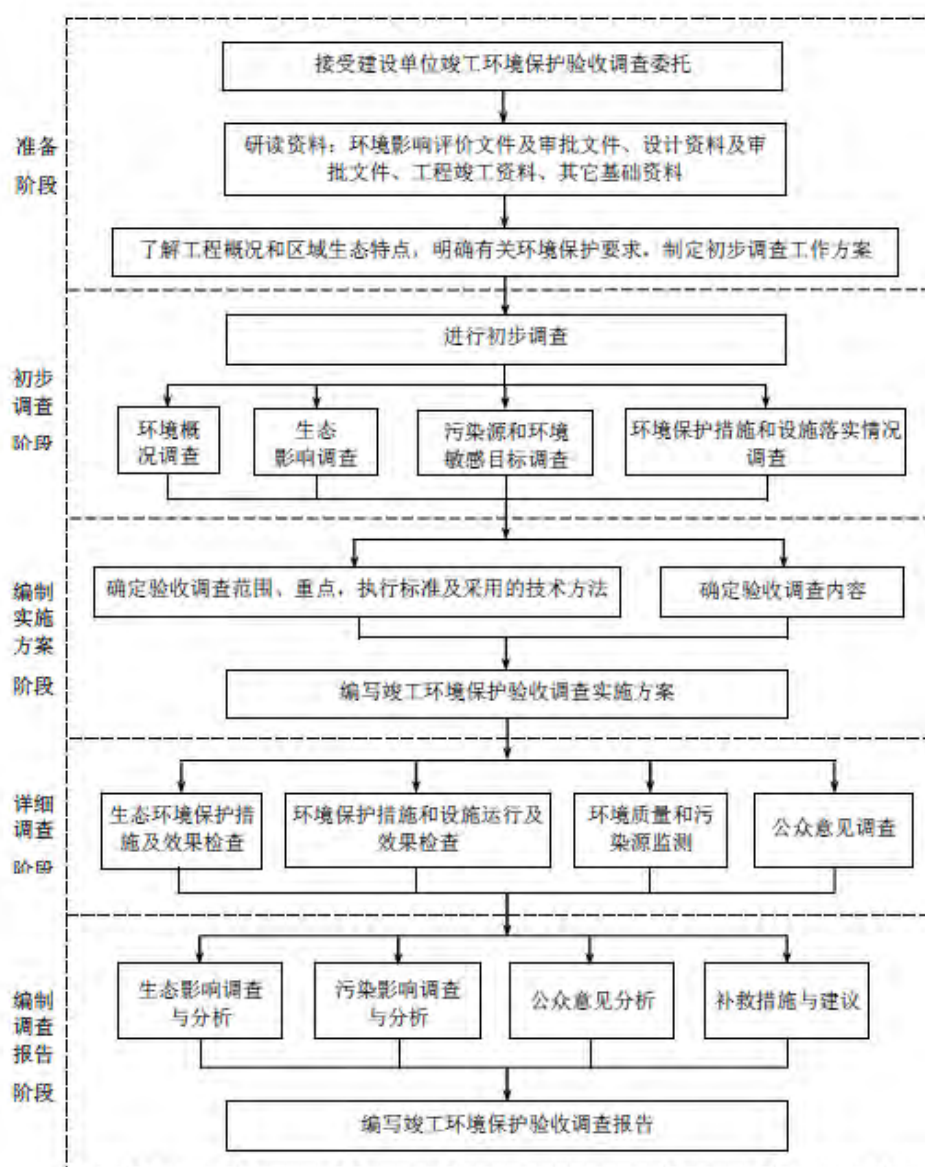 接受建设单位竣工环境保护验收调查委托
准备
阶段
研读资料：环境影响评价文件及审批文件、设计资料及审
批文件、工程竣工资料、其它基础资料
了解工程概况和区域生态特点，明确有关环境保护要求，制定初步调查工作方案
初步
调查
阶段
进行初步调查
环境概
况调查
生态
影响调查
污染源和环境
敏感目标调查
环境保护措施和设施落实情况
调查
编制
实施
方案
阶段
确定验收调查范围、重点，执行标准及采用的技术方法
确定验收调查内容
编写竣工环境保护验收调查实施方案
详细
调查
阶段
生态环境保护措
施及效果检查
环境保护措施和设施运行及
效果检查
环境质量和污
染源监测
公众意见调查
编制
调查
报告
阶段
生态影响调查
与分析
污染影响调查
与分析
公众意见分析
补救措施与建议
编写竣工环境保护验收调查报告